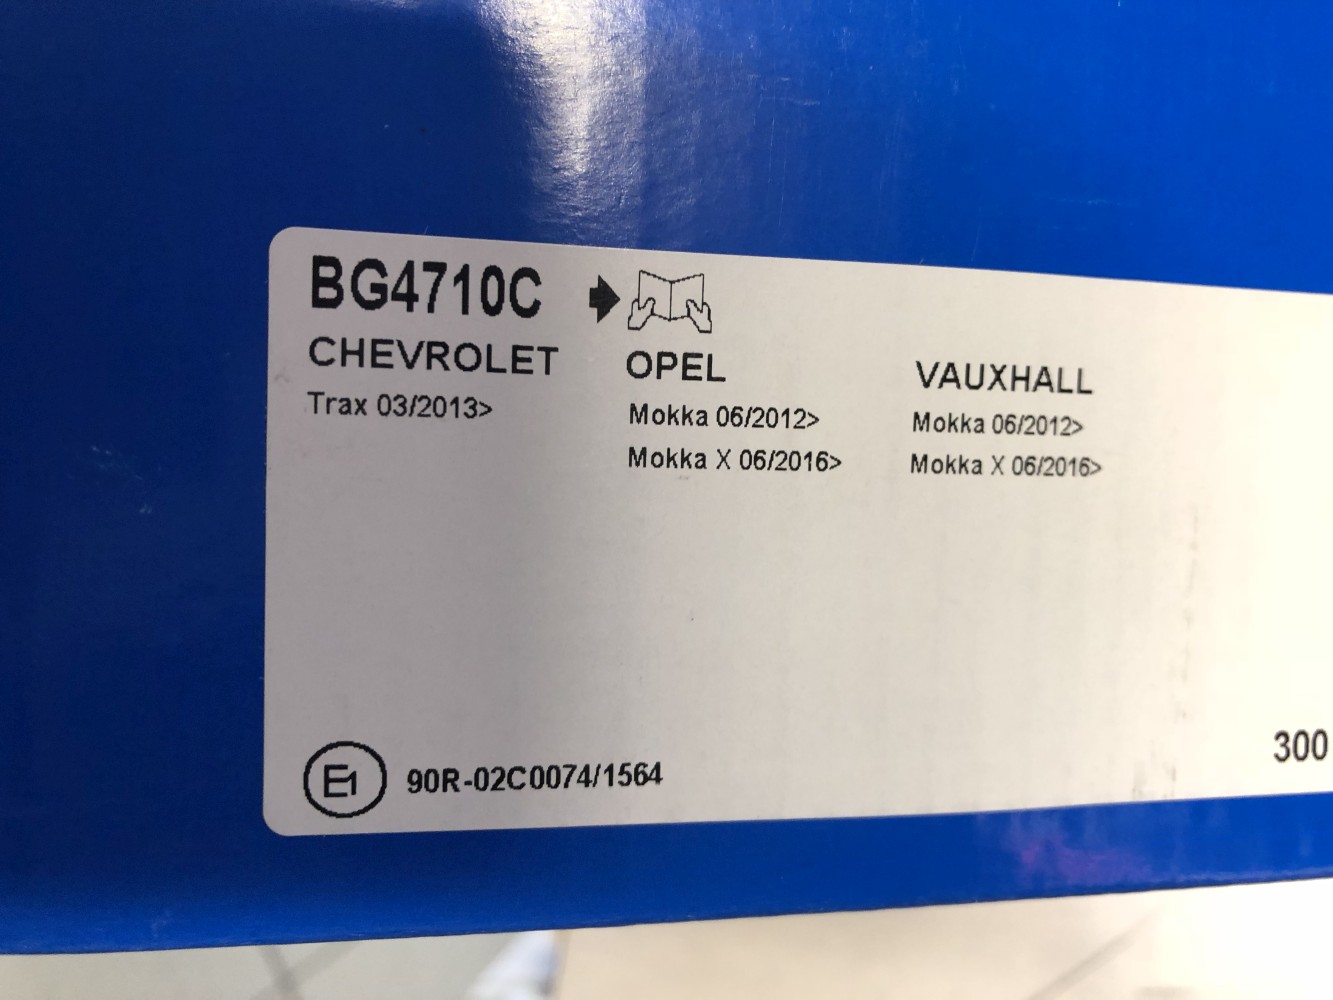 BG4710C
CHEVROLET
Trax 03/2013>
OPEL
Mokka 06/2012>
Mokka X 06/2016>
VAUXHALL
Mokka 06/2012>
Mokka X 06/2016>
E1 90R-02C0074/1564
300